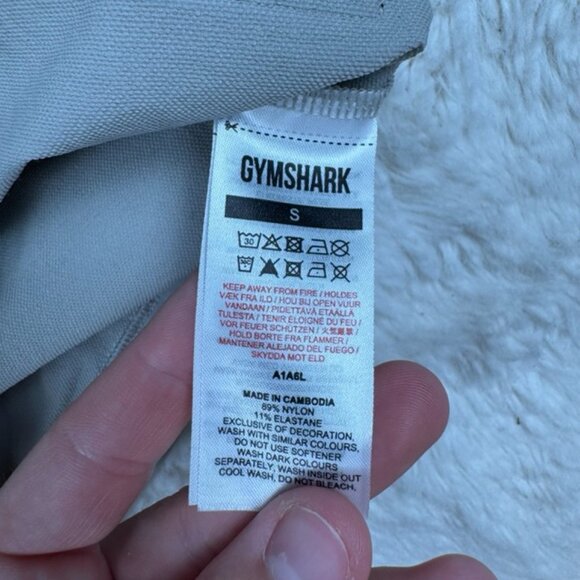 GYMSHARK
S
30
KEEP AWAY FROM FIRE / HOLDES
VÆK FRA ILD / HOU BIJ OPEN VUUR
VANDAAN / PIDETTÄVÄ ETÄÄLLÄ
TULESTA / TENIR ÉLOIGNÉ DU FEU /
VOR FEUER SCHÜTZEN / 火気厳禁 /
HOLD BORTE FRA FLAMMER /
MANTENER ALEJADO DEL FUEGO /
SKYDDA MOT ELD
A1A6L
MADE IN CAMBODIA
89% NYLON
11% ELASTANE
EXCLUSIVE OF DECORATION,
WASH WITH SIMILAR COLOURS,
DO NOT USE SOFTENER
WASH DARK COLOURS
SEPARATELY, WASH INSIDE OUT
COOL WASH, DO NOT BLEACH,